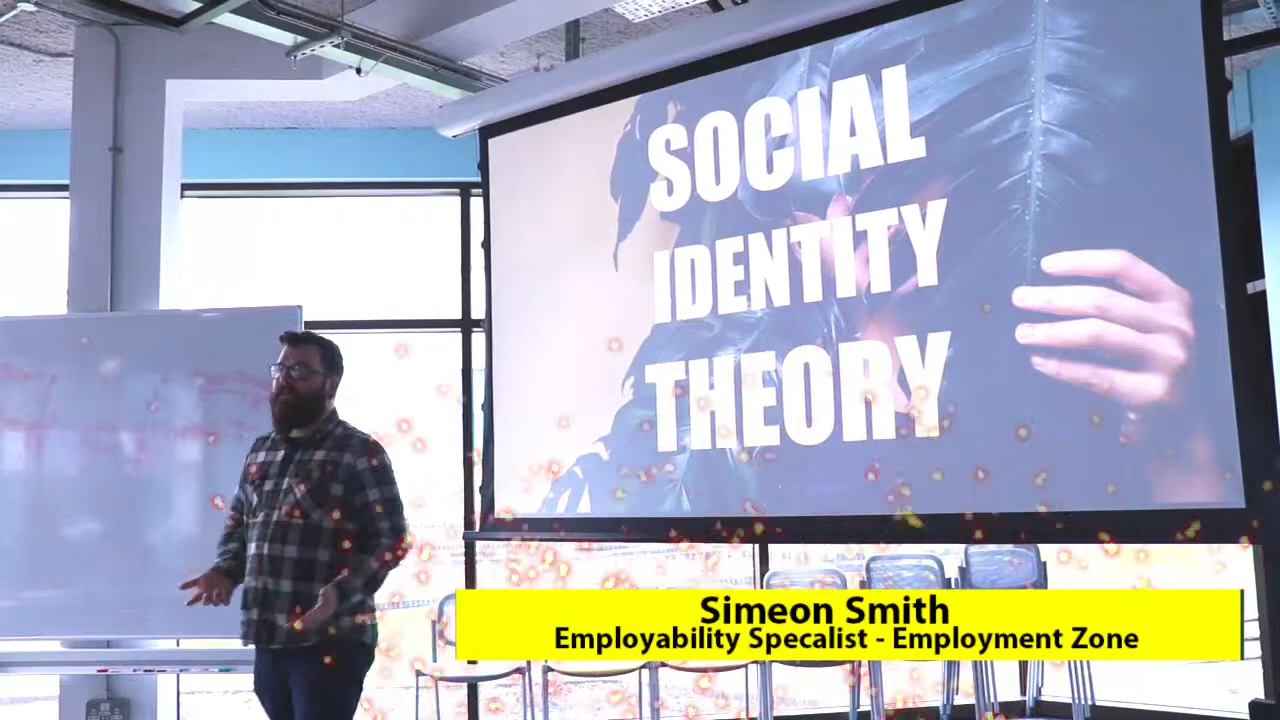 SOCIAL
IDENTITY
THEORY
Simeon Smith
Employability Specalist - Employment Zone